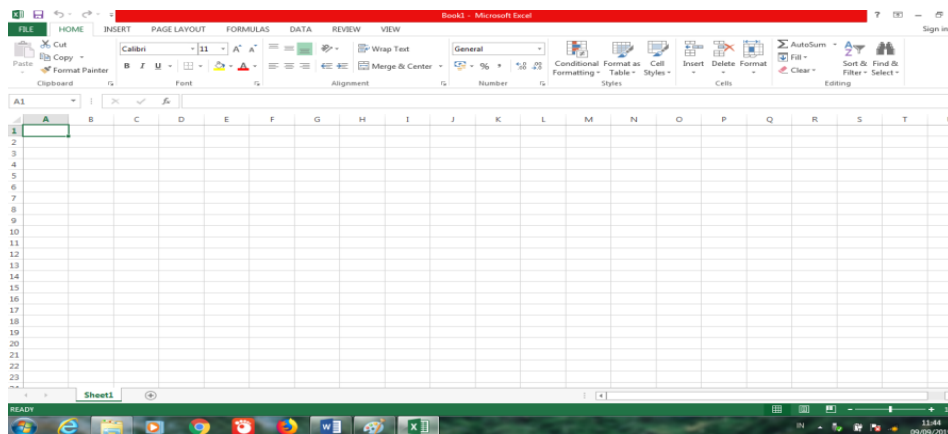 Book1 - Microsoft Excel
?
FILE HOME INSERT PAGE LAYOUT FORMULAS DATA REVIEW VIEW Sign in
Paste
Cut
Copy
Format Painter
Clipboard
Calibri 11
B I U
Font
Wrap Text
Merge & Center
Alignment
General
%
Number
Conditional Formatting
Format as Table
Cell Styles
Styles
Insert Delete Format
Cells
AutoSum
Fill
Clear
Sort & Filter
Find & Select
Editing
A1 fx
A B C D E F G H I J K L M N O P Q R S T
1
2
3
4
5
6
7
8
9
10
11
12
13
14
15
16
17
18
19
20
21
22
23
Sheet1
READY
IN 11:44